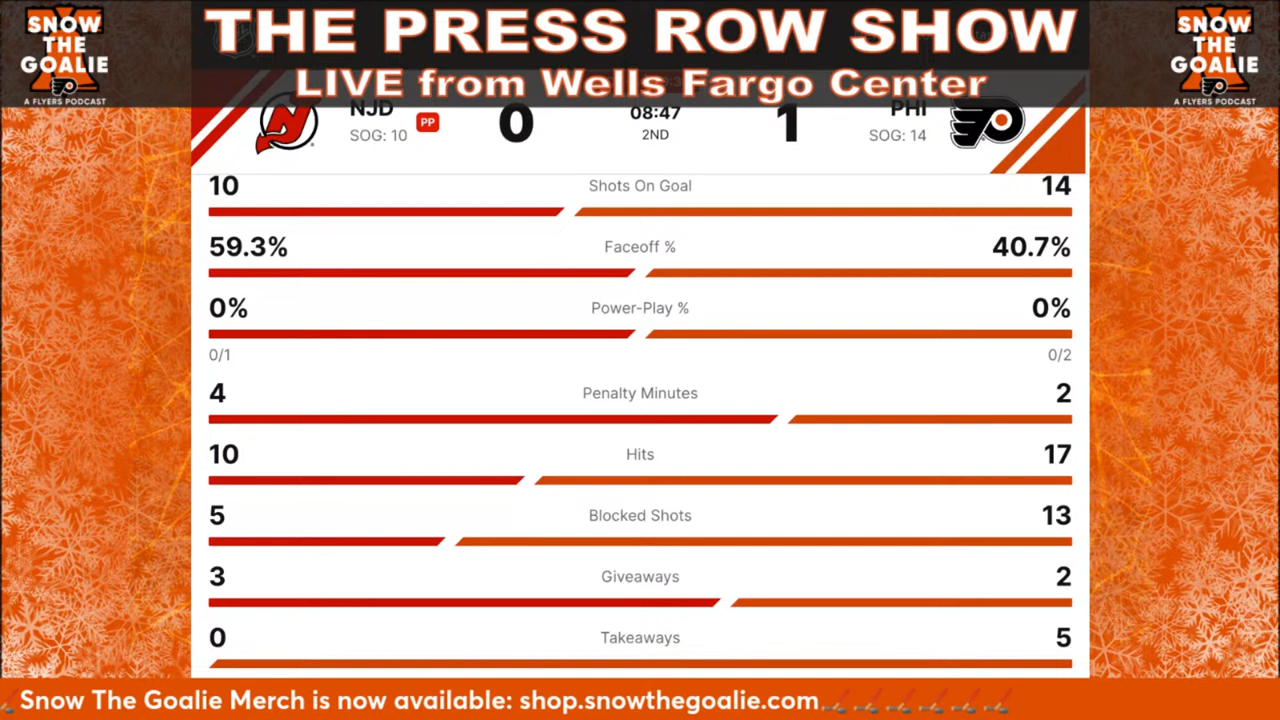 SNOW
THE
GOALIE
A FLYERS PODCAST
THE PRESS ROW SHOW
LIVE from Wells Fargo Center
SNOW
THE
GOALIE
A FLYERS PODCAST
NJD
SOG: 10
PP
0
08:47
2ND
1
PHI
SOG: 14
10 Shots On Goal 14
59.3% Faceoff % 40.7%
0% Power-Play % 0%
0/1 0/2
4 Penalty Minutes 2
10 Hits 17
5 Blocked Shots 13
3 Giveaways 2
0 Takeaways 5
Snow The Goalie Merch is now available: shop.snowthegoalie.com